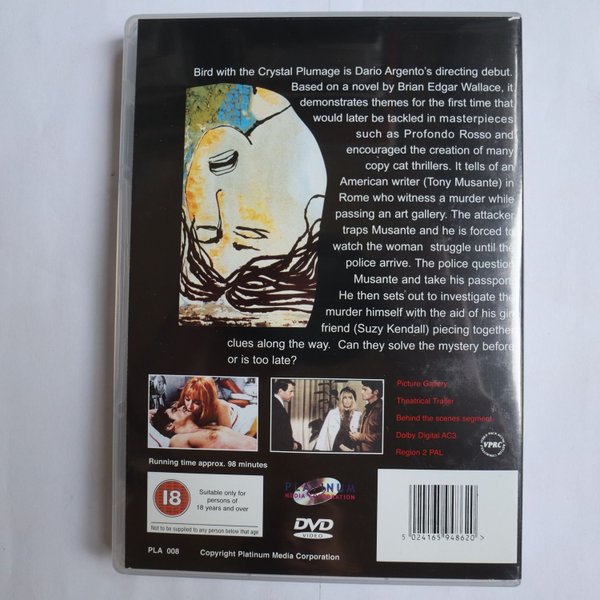 Bird with the Crystal Plumage is Dario Argento's directing debut.
Based on a novel by Brian Edgar Wallace, it
demonstrates themes for the first time that
would later be tackled in masterpieces
such as Profondo Rosso and
encouraged the creation of many
copy cat thrillers. It tells of an
American writer (Tony Musante) in
Rome who witness a murder while
passing an art gallery. The attacker
traps Musante and he is forced to
watch the woman struggle until the
police arrive. The police question
Musante and take his passport.
He then sets out to investigate the
murder himself with the aid of his girl
friend (Suzy Kendall) piecing together
clues along the way. Can they solve the mystery before
or is too late?
Picture Gallery
Theatrical Trailer
Behind the scenes segment
Dolby Digital AC3
Region 2 PAL
VPRC
Running time approx. 98 minutes
18
Suitable only for
persons of
18 years and over
Not to be supplied to any person below that age
PLATINUM
MEDIA CORPORATION
DVD
VIDEO
5 024165 948620 >
PLA 008
Copyright Platinum Media Corporation